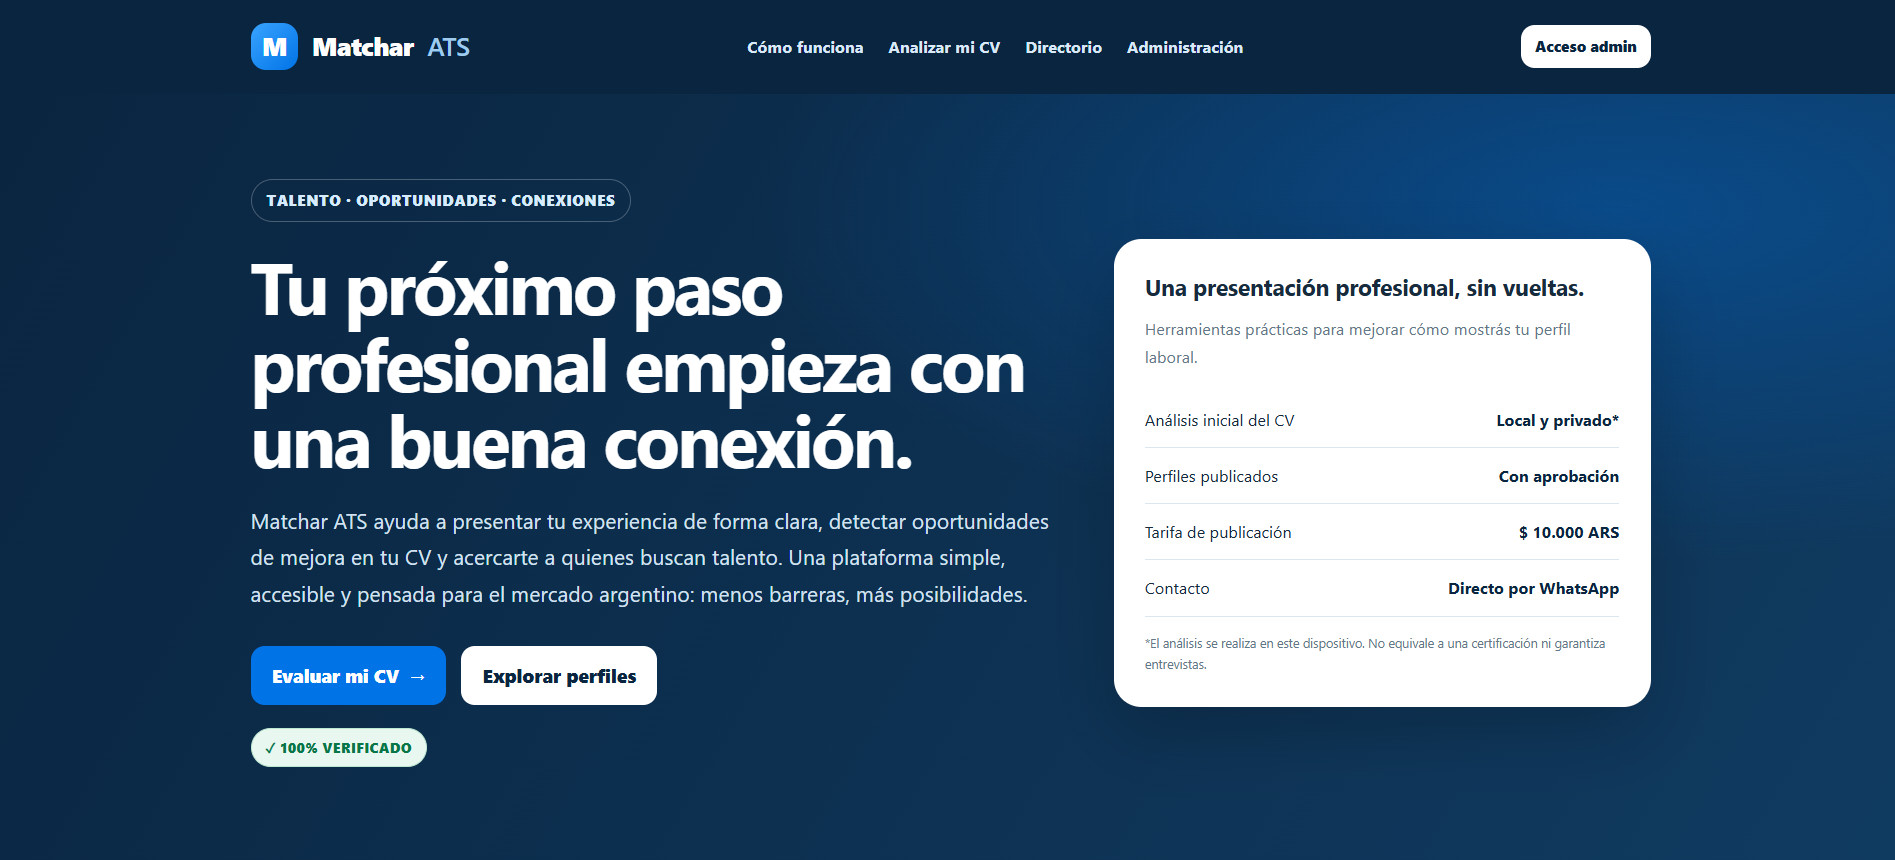 M Matchar ATS
Cómo funciona Analizar mi CV Directorio Administración
Acceso admin
TALENTO · OPORTUNIDADES · CONEXIONES
Tu próximo paso
profesional empieza con
una buena conexión.
Matchar ATS ayuda a presentar tu experiencia de forma clara, detectar oportunidades
de mejora en tu CV y acercarte a quienes buscan talento. Una plataforma simple,
accesible y pensada para el mercado argentino: menos barreras, más posibilidades.
Evaluar mi CV →
Explorar perfiles
✓ 100% VERIFICADO
Una presentación profesional, sin vueltas.
Herramientas prácticas para mejorar cómo mostrás tu perfil
laboral.
Análisis inicial del CV Local y privado*
Perfiles publicados Con aprobación
Tarifa de publicación $ 10.000 ARS
Contacto Directo por WhatsApp
*El análisis se realiza en este dispositivo. No equivale a una certificación ni garantiza
entrevistas.